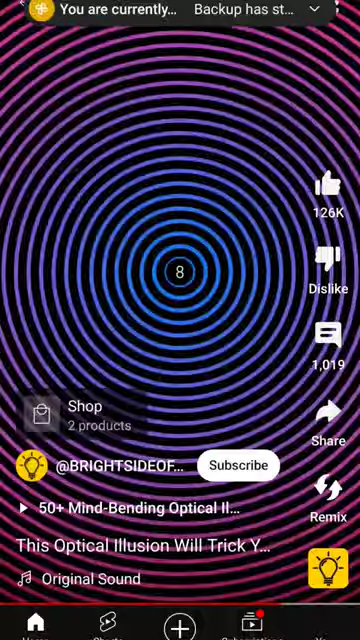 You are currently... Backup has st...
8
126K
Dislike
1,019
Shop
2 products
Share
@BRIGHTSIDEOF... Subscribe
50+ Mind-Bending Optical Il...
Remix
This Optical Illusion Will Trick Y...
Original Sound